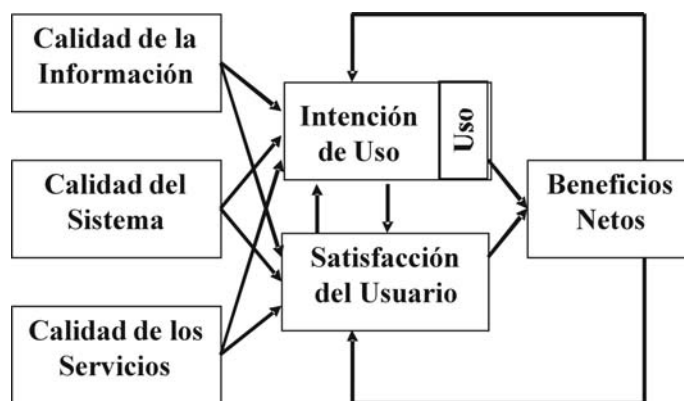 Calidad de la
Información
Intención
de Uso
Uso
Calidad del
Sistema
Beneficios
Netos
Satisfacción
del Usuario
Calidad de los
Servicios